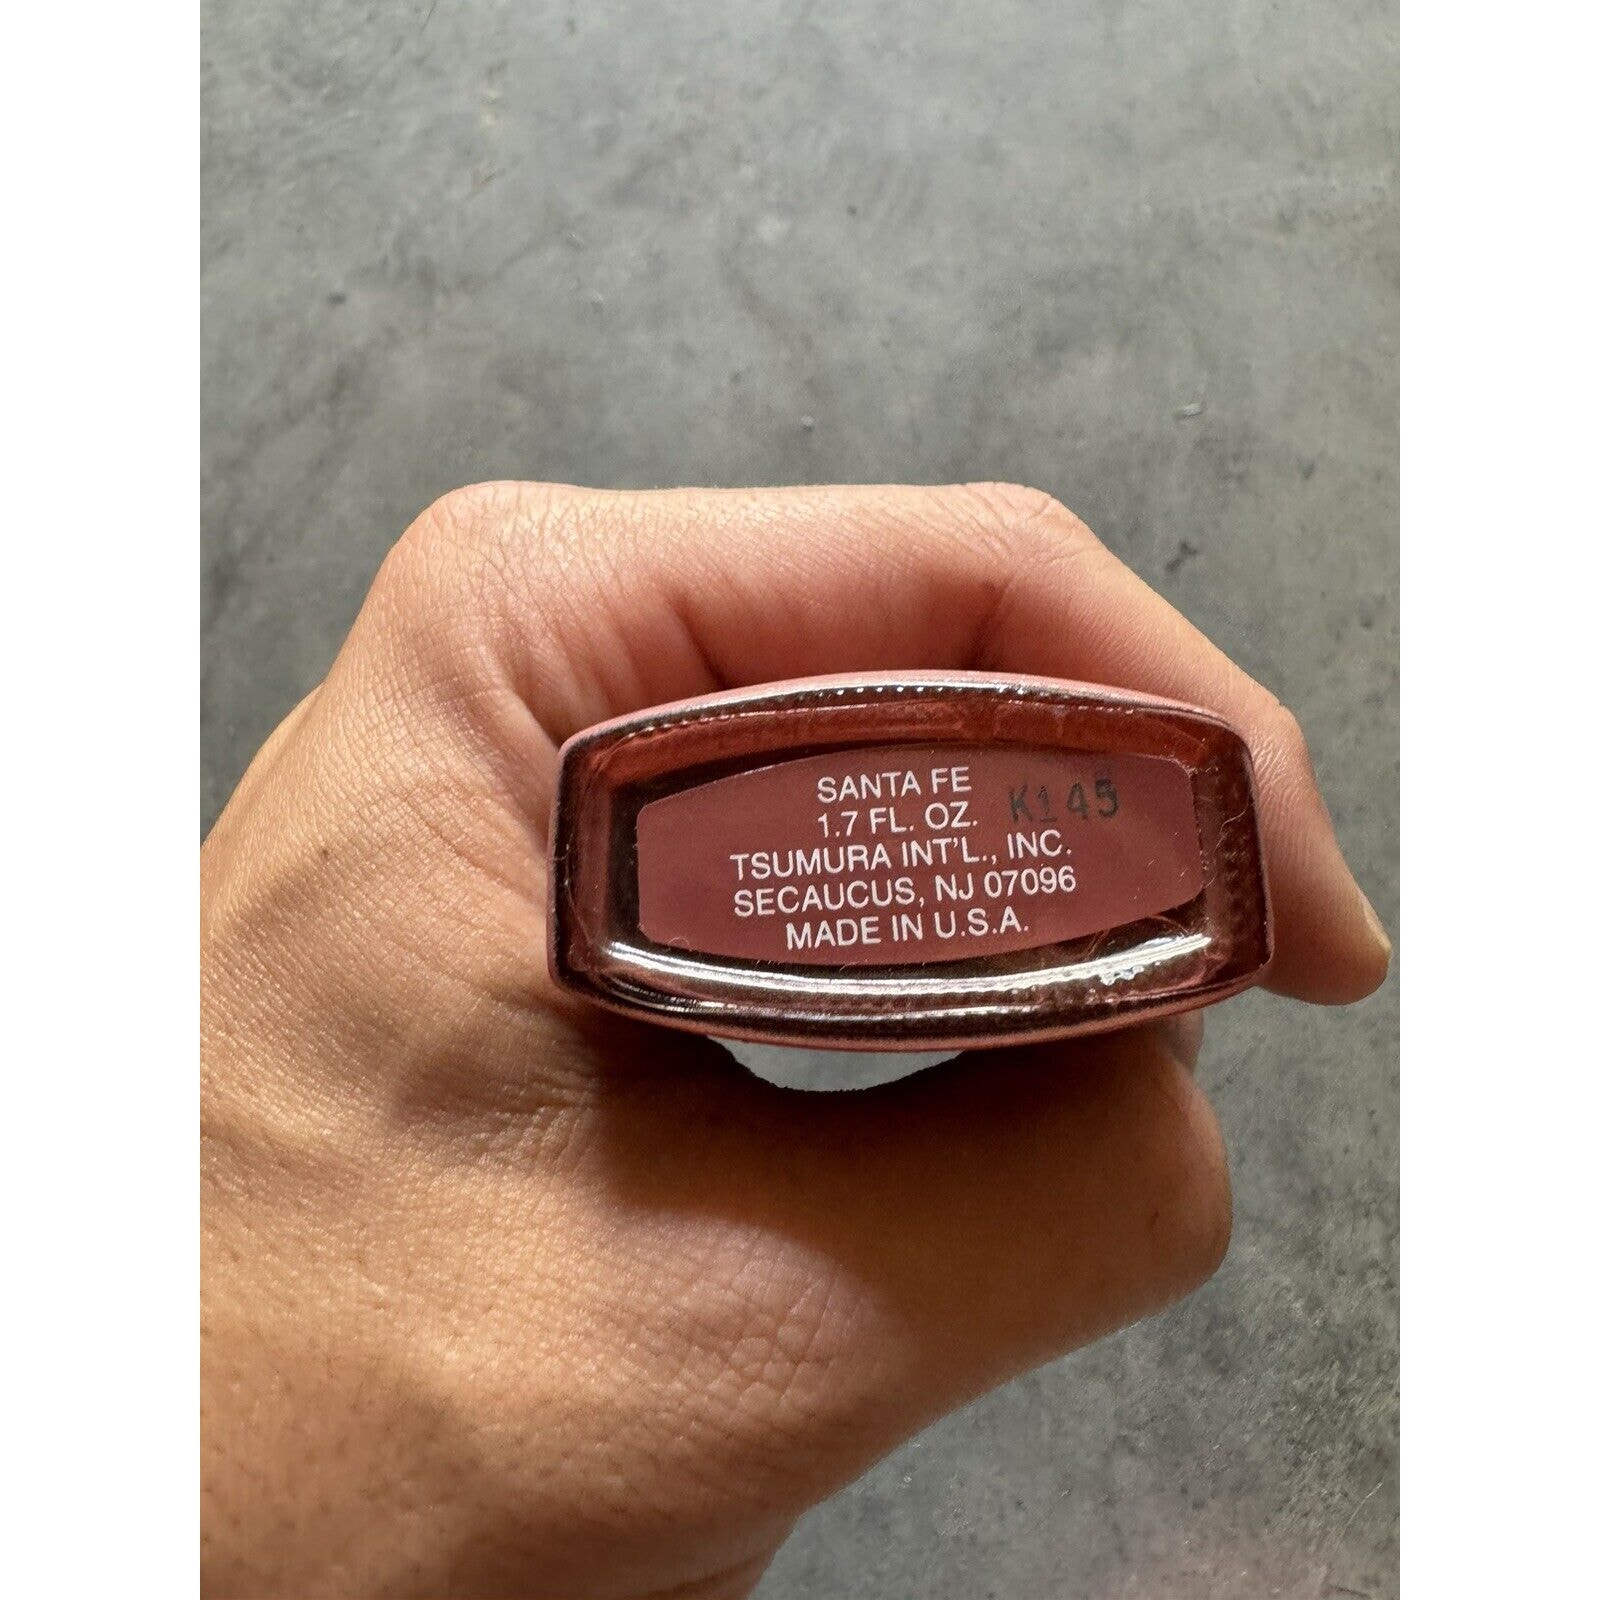 SANTA FE
1.7 FL. OZ. K145
TSUMURA INT'L., INC.
SECAUCUS, NJ 07096
MADE IN U.S.A.